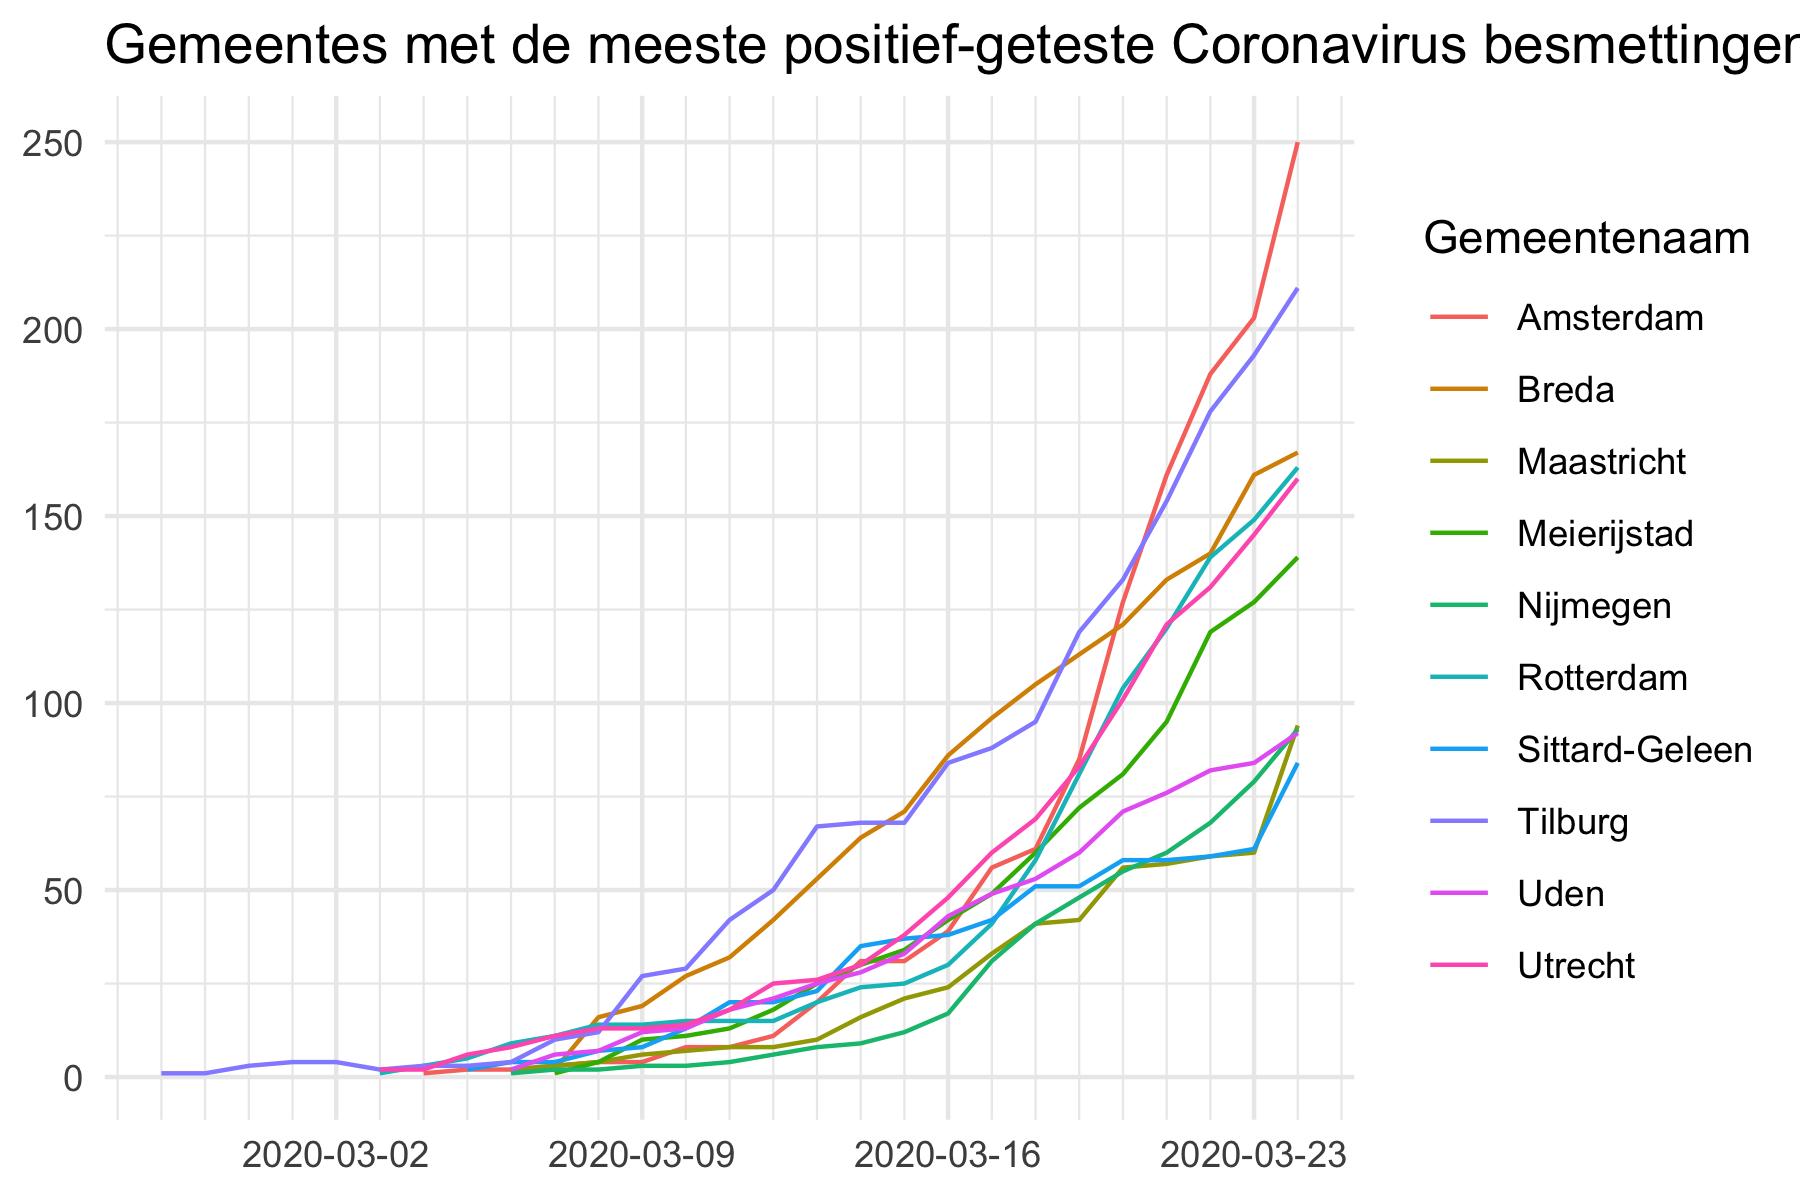 Gemeentes met de meeste positief-geteste Coronavirus besmettingen
250
200
150
100
50
0
2020-03-02
2020-03-09
2020-03-16
2020-03-23
Gemeentenaam
Amsterdam
Breda
Maastricht
Meierijstad
Nijmegen
Rotterdam
Sittard-Geleen
Tilburg
Uden
Utrecht